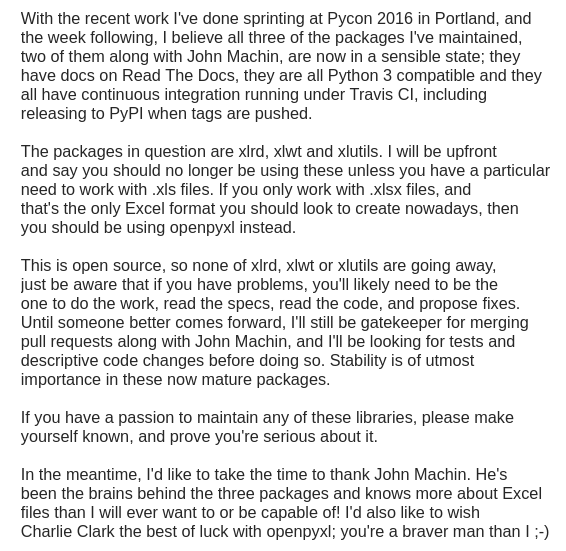 With the recent work I've done sprinting at Pycon 2016 in Portland, and
the week following, I believe all three of the packages I've maintained,
two of them along with John Machin, are now in a sensible state; they
have docs on Read The Docs, they are all Python 3 compatible and they
all have continuous integration running under Travis CI, including
releasing to PyPI when tags are pushed.

The packages in question are xlrd, xlwt and xlutils. I will be upfront
and say you should no longer be using these unless you have a particular
need to work with .xls files. If you only work with .xlsx files, and
that's the only Excel format you should look to create nowadays, then
you should be using openpyxl instead.

This is open source, so none of xlrd, xlwt or xlutils are going away,
just be aware that if you have problems, you'll likely need to be the
one to do the work, read the specs, read the code, and propose fixes.
Until someone better comes forward, I'll still be gatekeeper for merging
pull requests along with John Machin, and I'll be looking for tests and
descriptive code changes before doing so. Stability is of utmost
importance in these now mature packages.

If you have a passion to maintain any of these libraries, please make
yourself known, and prove you're serious about it.

In the meantime, I'd like to take the time to thank John Machin. He's
been the brains behind the three packages and knows more about Excel
files than I will ever want to or be capable of! I'd also like to wish
Charlie Clark the best of luck with openpyxl; you're a braver man than I ;-)